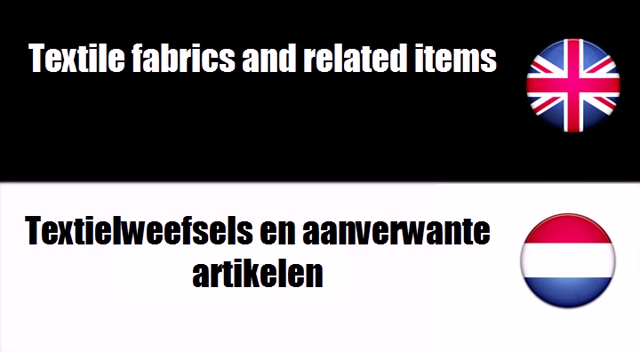 Textile fabrics and related items
Textielweefsels en aanverwante
artikelen